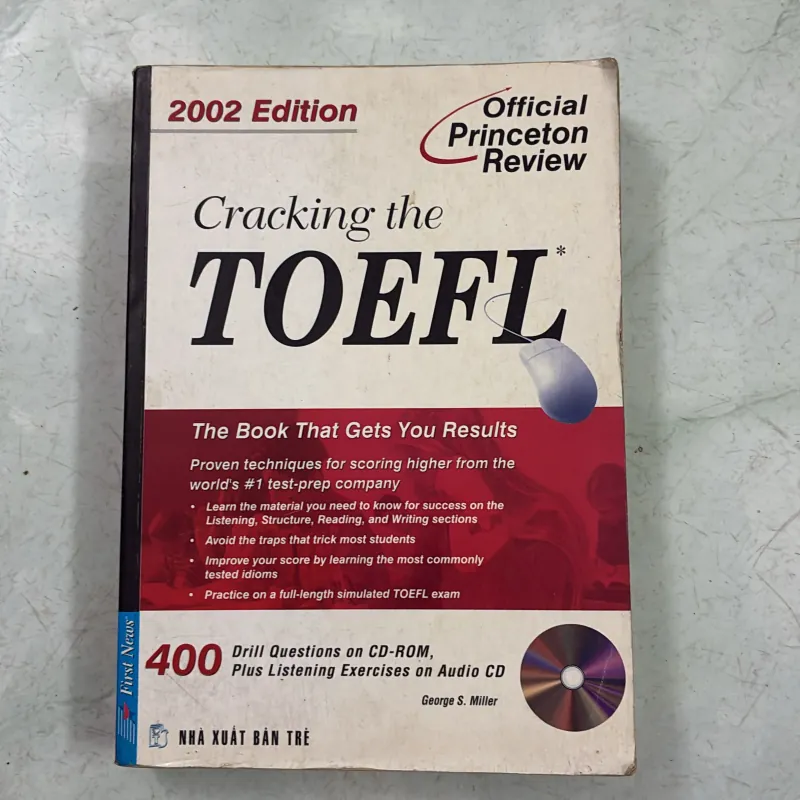 2002 Edition
Official
Princeton
Review
Cracking the
TOEFL*
The Book That Gets You Results
Proven techniques for scoring higher from the
world's #1 test-prep company
• Learn the material you need to know for success on the
Listening, Structure, Reading, and Writing sections
• Avoid the traps that trick most students
• Improve your score by learning the most commonly
tested idioms
• Practice on a full-length simulated TOEFL exam
400 Drill Questions on CD-ROM,
Plus Listening Exercises on Audio CD
George S. Miller
First News
NHÀ XUẤT BẢN TRẺ